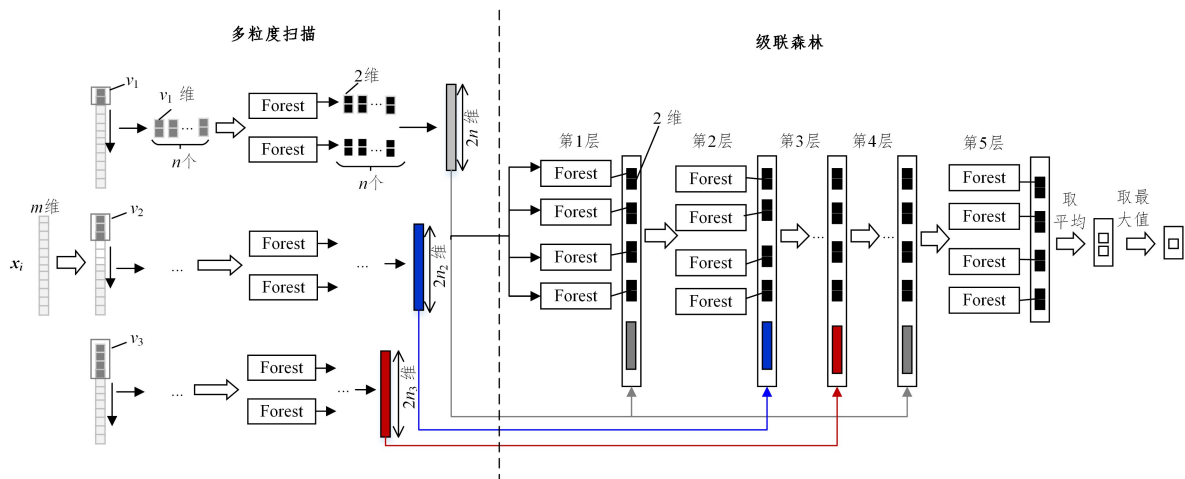 多粒度扫描
级联森林
v1
v1 维
n个
Forest
Forest
2维
n个
2n 维
m维
xi
v2
...
Forest
Forest
...
2n2 维
v3
...
Forest
Forest
...
2n3 维
第1层
2 维
第2层
第3层
第4层
第5层
Forest
Forest
Forest
Forest
Forest
Forest
Forest
Forest
...
...
Forest
Forest
Forest
Forest
取
平均
取最
大值